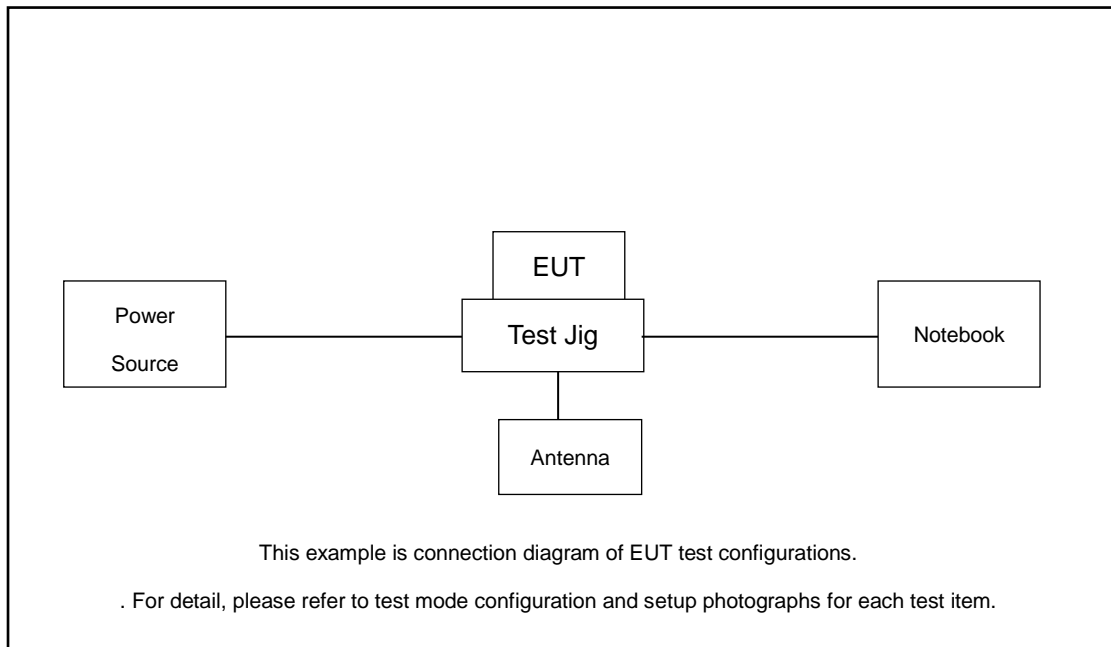 EUT
Power
Source
Test Jig
Notebook
Antenna
This example is connection diagram of EUT test configurations.
. For detail, please refer to test mode configuration and setup photographs for each test item.